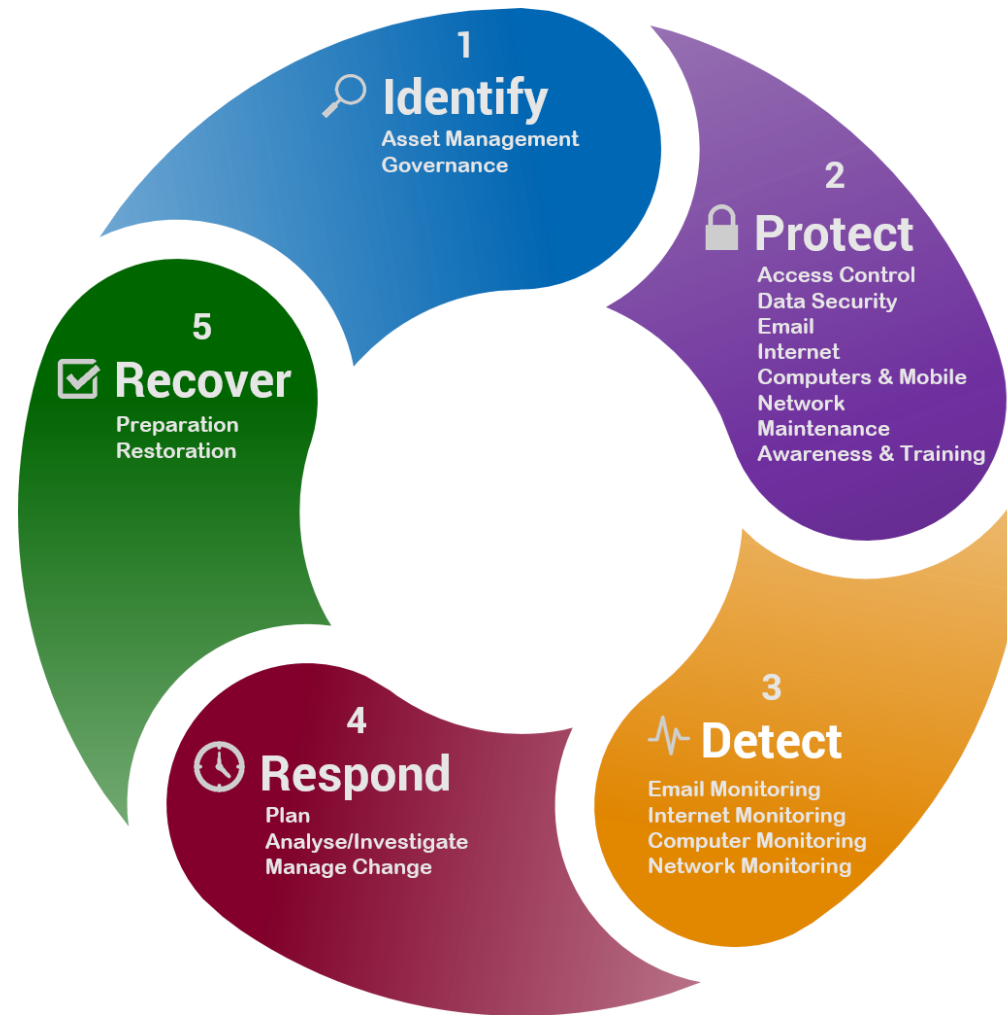 1
Identify
Asset Management
Governance
2
Protect
Access Control
Data Security
Email
Internet
Computers & Mobile
Network
Maintenance
Awareness & Training
3
Detect
Email Monitoring
Internet Monitoring
Computer Monitoring
Network Monitoring
4
Respond
Plan
Analyse/Investigate
Manage Change
5
Recover
Preparation
Restoration